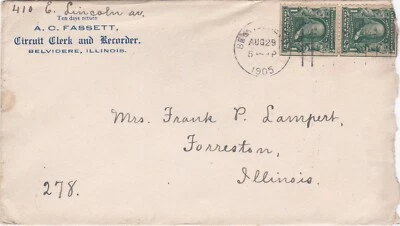 410 E. Lincoln av.
Ten days return
A. C. FASSETT,
Circuit Clerk and Recorder.
BELVIDERE, ILLINOIS.
AUG 29
1905
Mrs. Frank P. Lampert,
Forreston,
Illinois.
278.